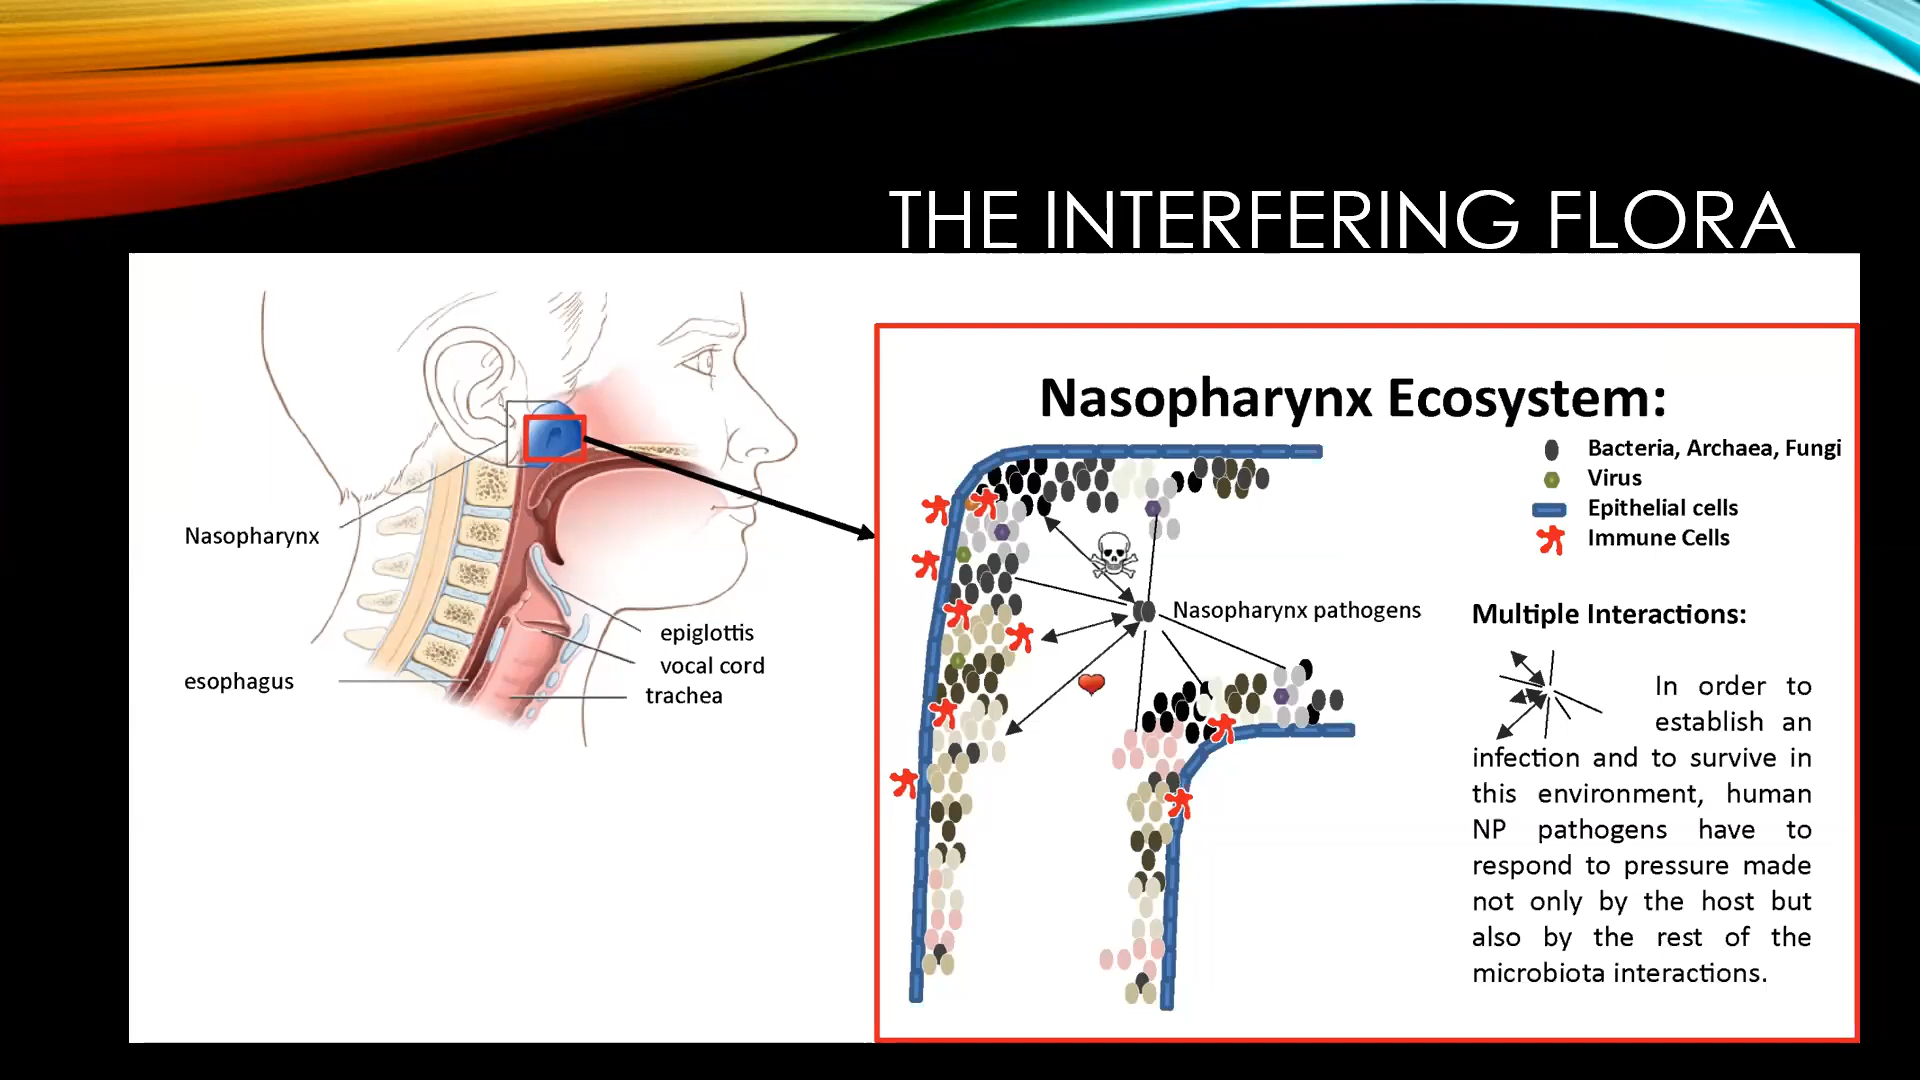 THE INTERFERING FLORA
Nasopharynx
esophagus
epiglottis
vocal cord
trachea
Nasopharynx Ecosystem:
Bacteria, Archaea, Fungi
Virus
Epithelial cells
Immune Cells
Nasopharynx pathogens
Multiple Interactions:
In order to
establish an
infection and to survive in
this environment, human
NP pathogens have to
respond to pressure made
not only by the host but
also by the rest of the
microbiota interactions.